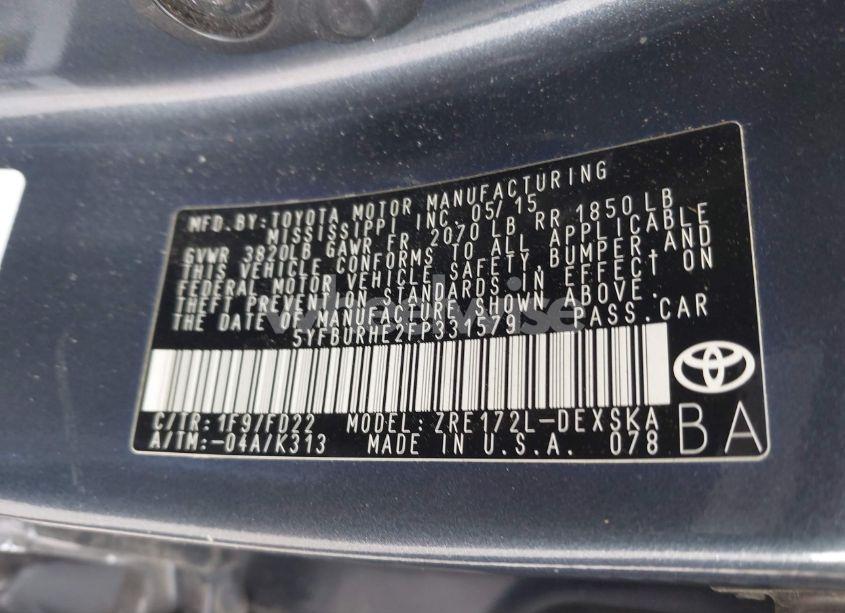 MFD.BY:TOYOTA MOTOR MANUFACTURING
MISSISSIPPI INC. 05/15
GVWR 3820LB GAWR FR 2070 LB RR 1850 LB
THIS VEHICLE CONFORMS TO ALL APPLICABLE
FEDERAL MOTOR VEHICLE SAFETY,BUMPER,AND
THEFT PREVENTION STANDARDS IN EFFECT ON
THE DATE OF MANUFACTURE SHOWN ABOVE.
5YFBURHE2FP331579 PASS.CAR
C/TR: 1F9/FD22 MODEL: ZRE172L-DEXSKA
A/TM:-04A/K313 MADE IN U.S.A. 078
BA
wheelwise